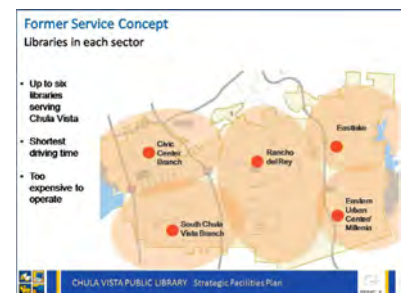 Former Service Concept
Libraries in each sector
• Up to six
libraries
serving
Chula Vista
• Shortest
driving time
• Too
expensive to
operate
Civic
Center
Branch
Rancho
del Rey
Eastlake
South Chula
Vista Branch
Eastern
Urban
Center/
Millenia
CHULA VISTA PUBLIC LIBRARY Strategic Facilities Plan